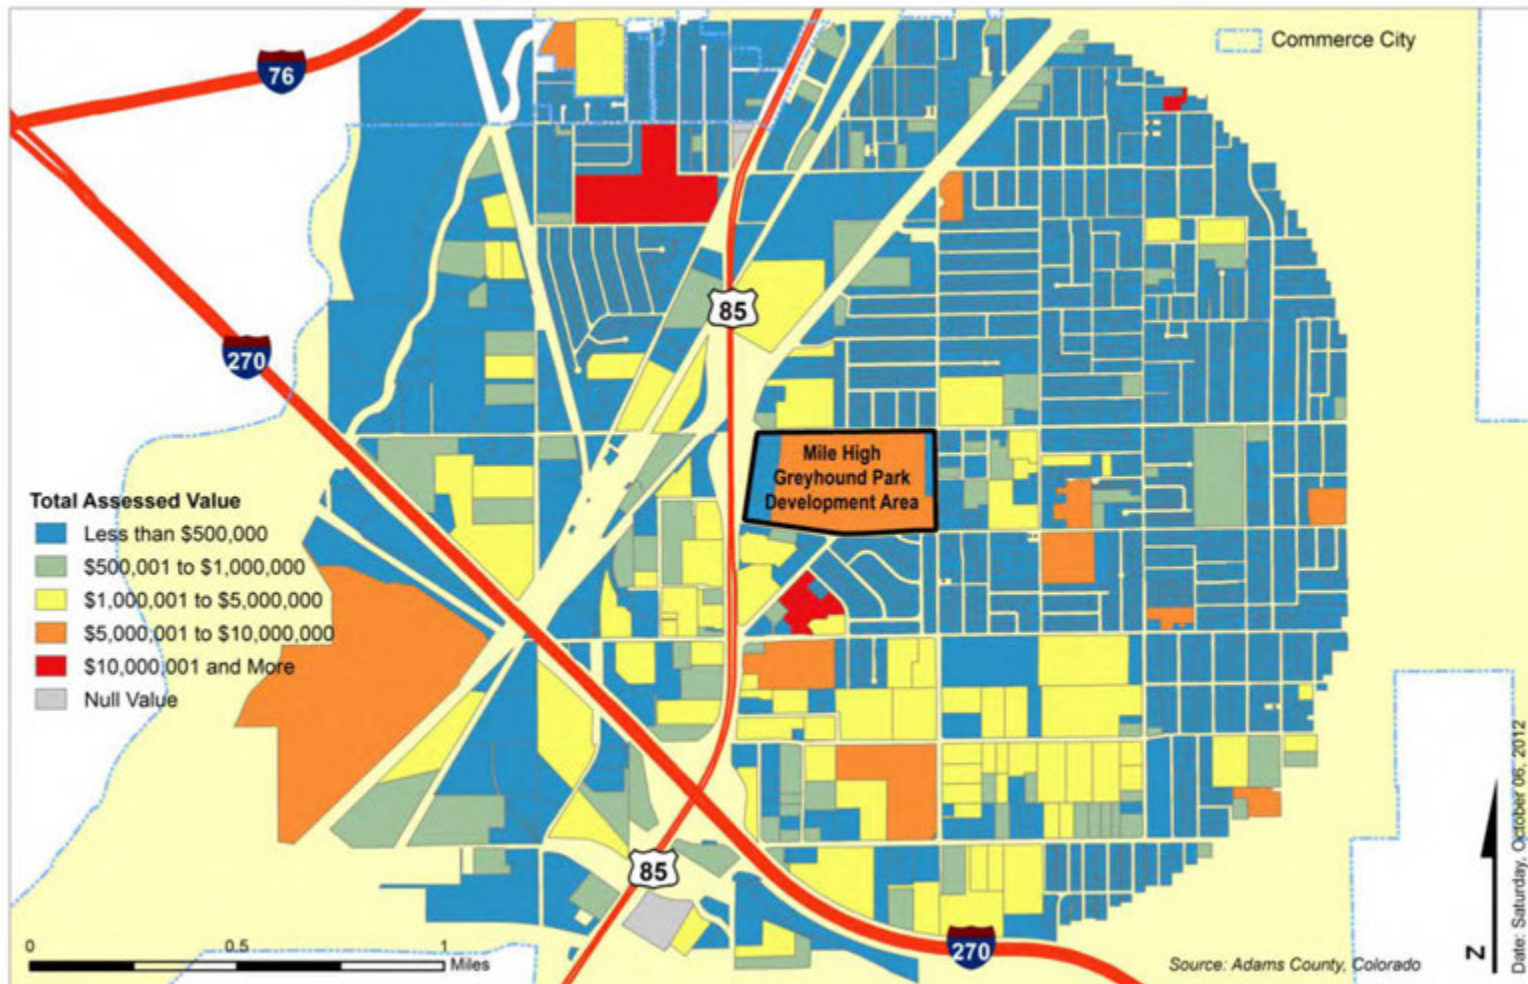 76
Commerce City
85
270
Mile High
Greyhound Park
Development Area
Total Assessed Value
Less than $500,000
$500,001 to $1,000,000
$1,000,001 to $5,000,000
$5,000,001 to $10,000,000
$10,000,001 and More
Null Value
85
270
0 0.5 1
Miles
Source: Adams County, Colorado
N
Date: Saturday, October 06, 2012